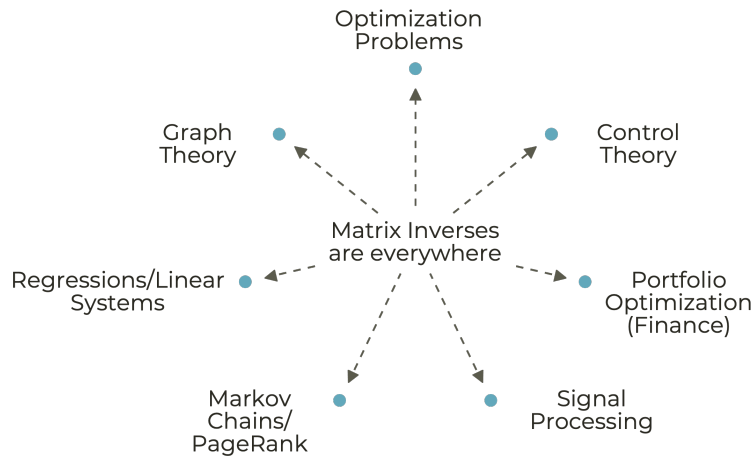 Optimization
Problems
Graph
Theory
Control
Theory
Matrix Inverses
are everywhere
Regressions/Linear
Systems
Portfolio
Optimization
(Finance)
Markov
Chains/
PageRank
Signal
Processing